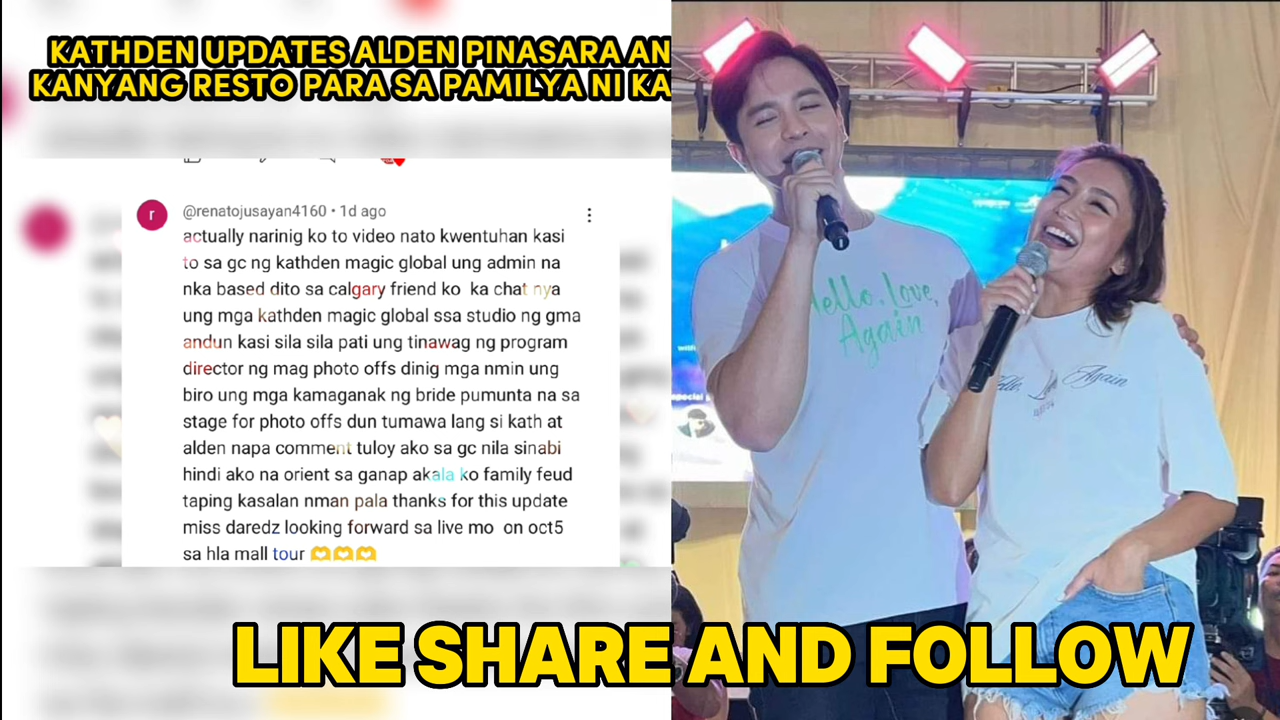 KATHDEN UPDATES ALDEN PINASARA AN
KANYANG RESTO PARA SA PAMILYA NI KA
@renatojusayan4160 • 1d ago
actually narinig ko to video nato kwentuhan kasi
to sa gc ng kathden magic global ung admin na
nka based dito sa calgary friend ko ka chat nya
ung mga kathden magic global ssa studio ng gma
andun kasi sila sila pati ung tinawag ng program
director ng mag photo offs dinig mga nmin ung
biro ung mga kamaganak ng bride pumunta na sa
stage for photo offs dun tumawa lang si kath at
alden napa comment tuloy ako sa gc nila sinabi
hindi ako na orient sa ganap akala ko family feud
taping kasalan nman pala thanks for this update
miss daredz looking forward sa live mo on oct5
sa hla mall tour 🫶🫶🫶
r
Hello, Love,
Again
Again
LIKE SHARE AND FOLLOW